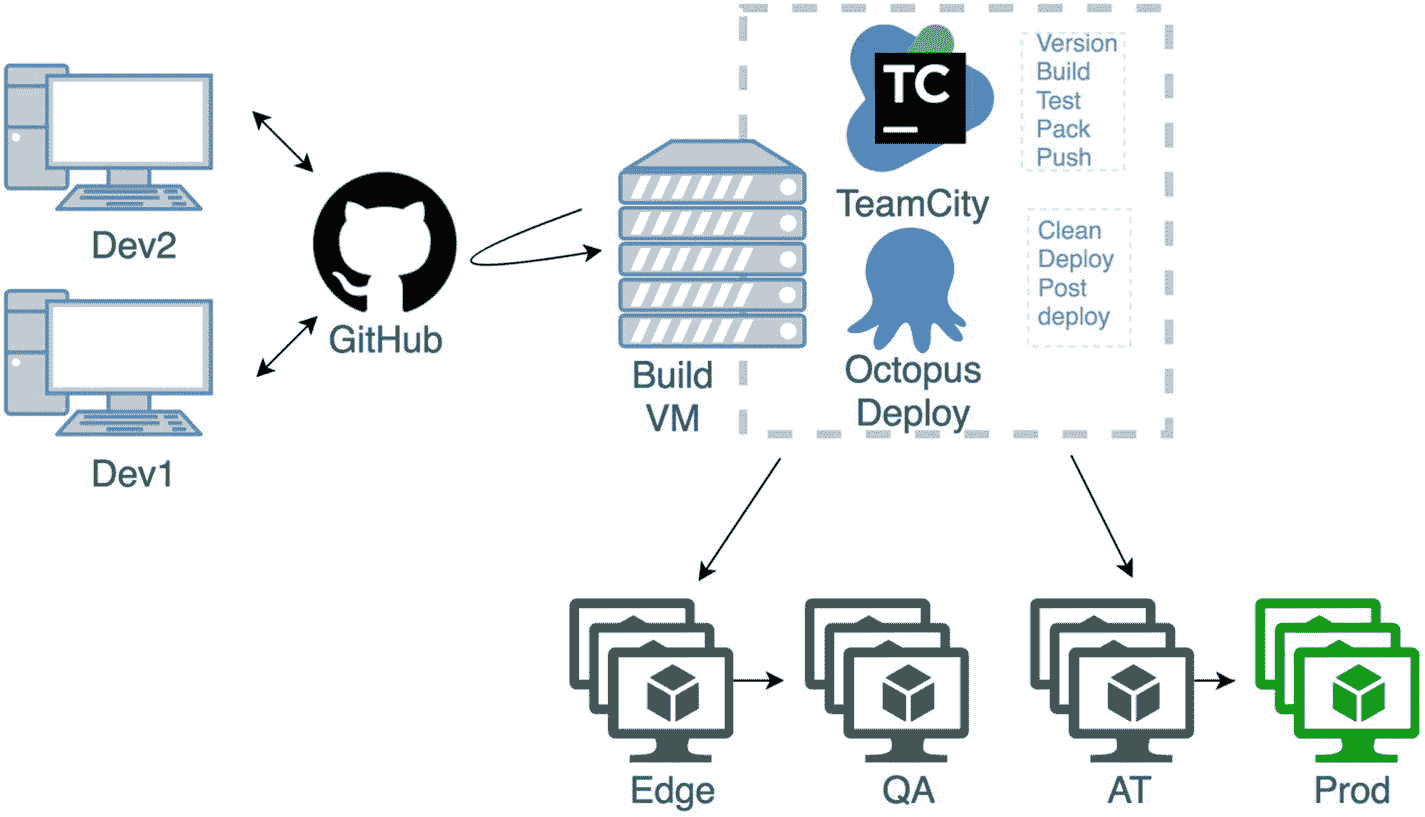 Dev2
Dev1
GitHub
Build
VM
TC
TeamCity
Version
Build
Test
Pack
Push
Octopus
Deploy
Clean
Deploy
Post
deploy
Edge
QA
AT
Prod